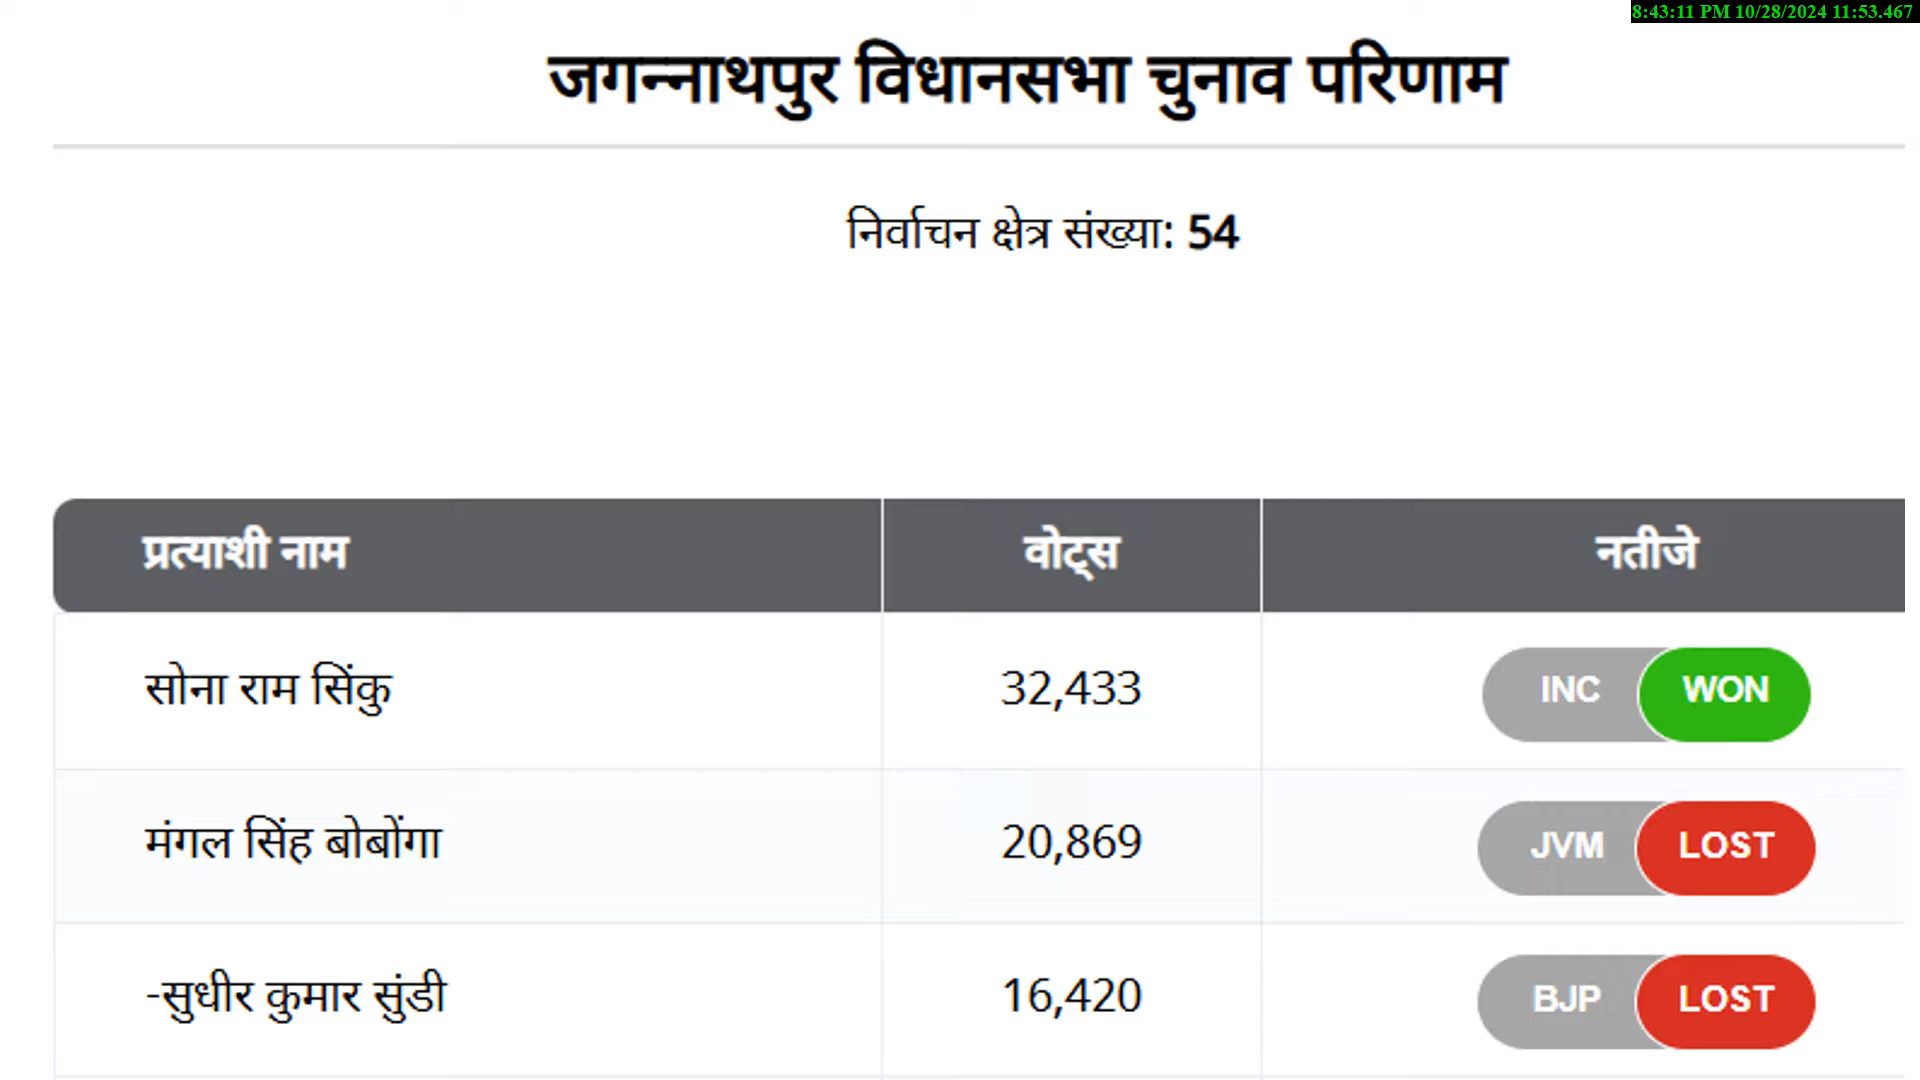 8:43:11 PM 10/28/2024 11:53.467
जगन्नाथपुर विधानसभा चुनाव परिणाम
निर्वाचन क्षेत्र संख्या: 54
प्रत्याशी नाम वोट्स नतीजे
सोना राम सिंकु 32,433 INC WON
मंगल सिंह बोबोंगा 20,869 JVM LOST
-सुधीर कुमार सुंडी 16,420 BJP LOST